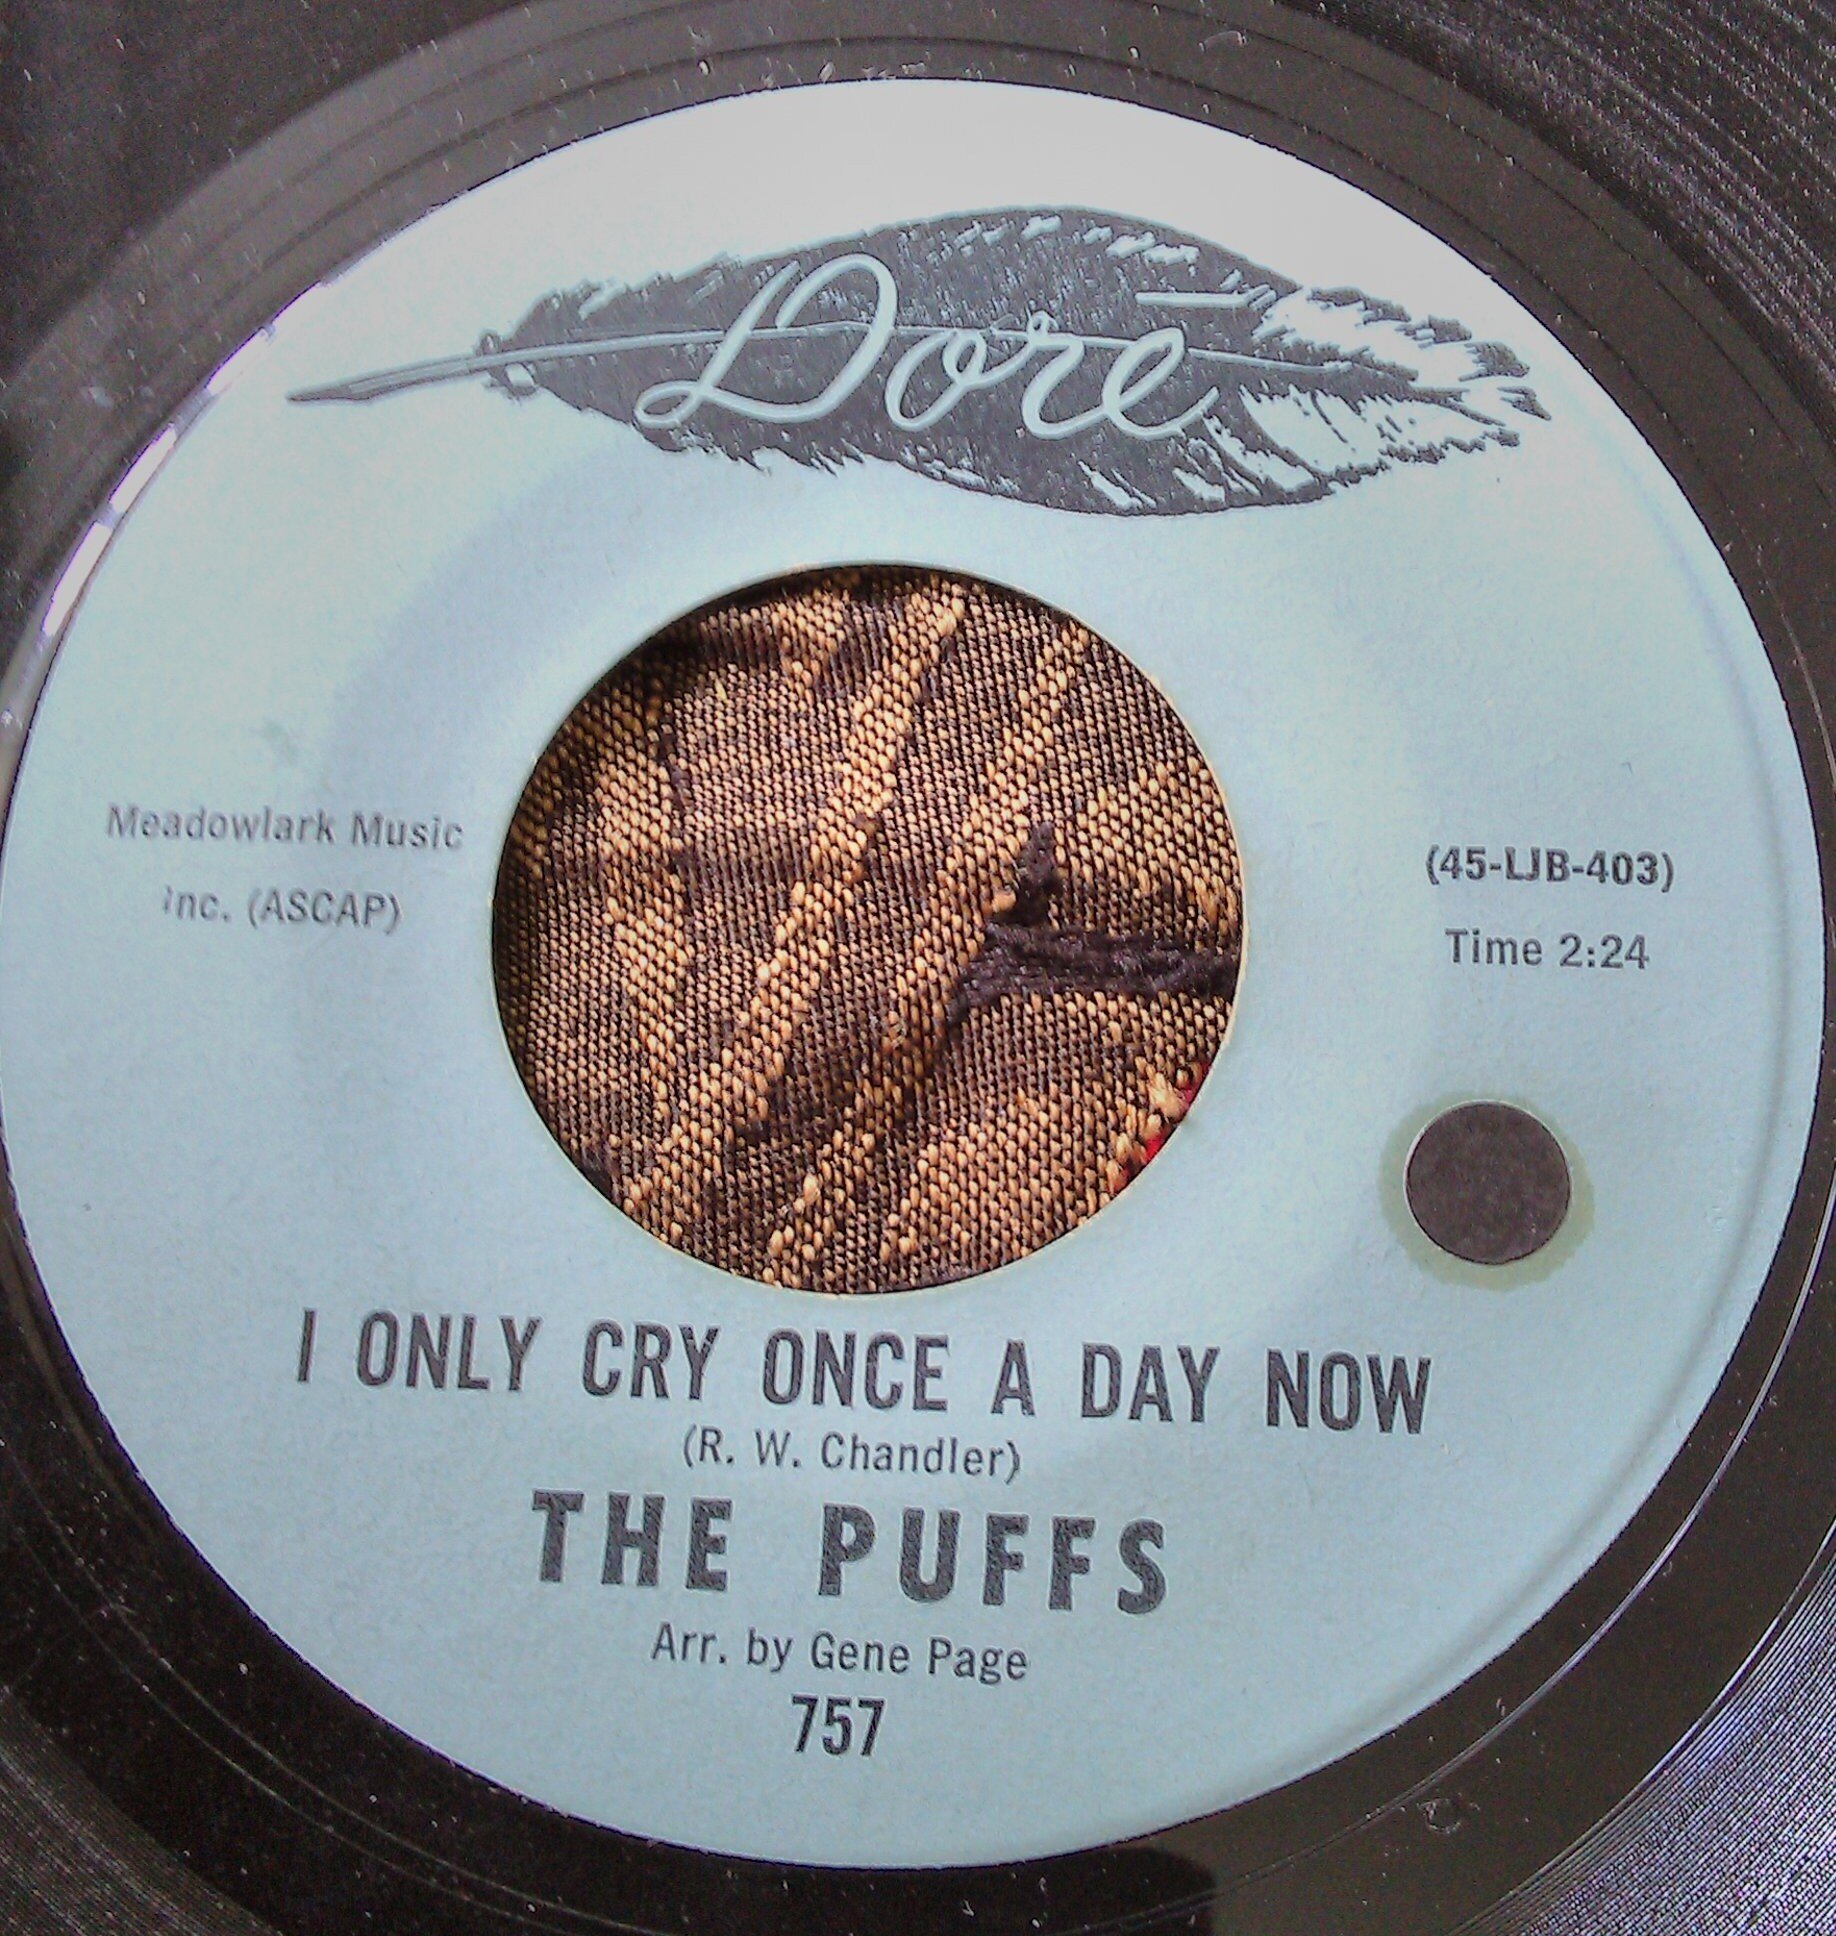 Doré
Meadowlark Music
Inc. (ASCAP)
(45-LJB-403)
Time 2:24
I ONLY CRY ONCE A DAY NOW
(R. W. Chandler)
THE PUFFS
Arr. by Gene Page
757